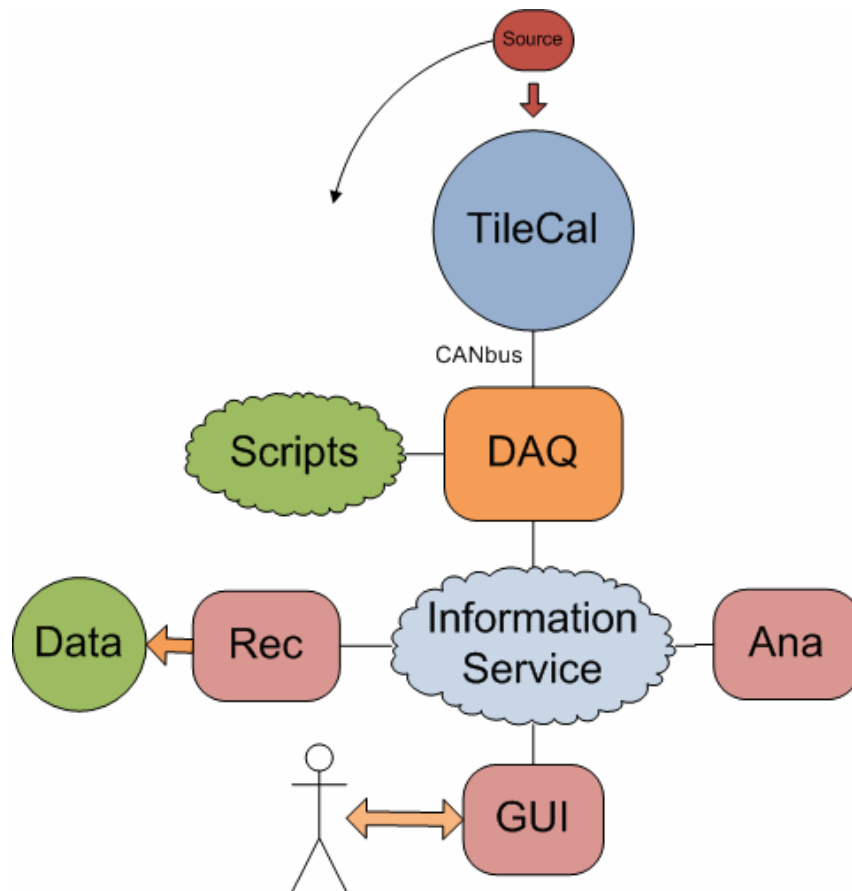 Source
TileCal
CANbus
Scripts
DAQ
Data
Rec
Information
Service
Ana
GUI